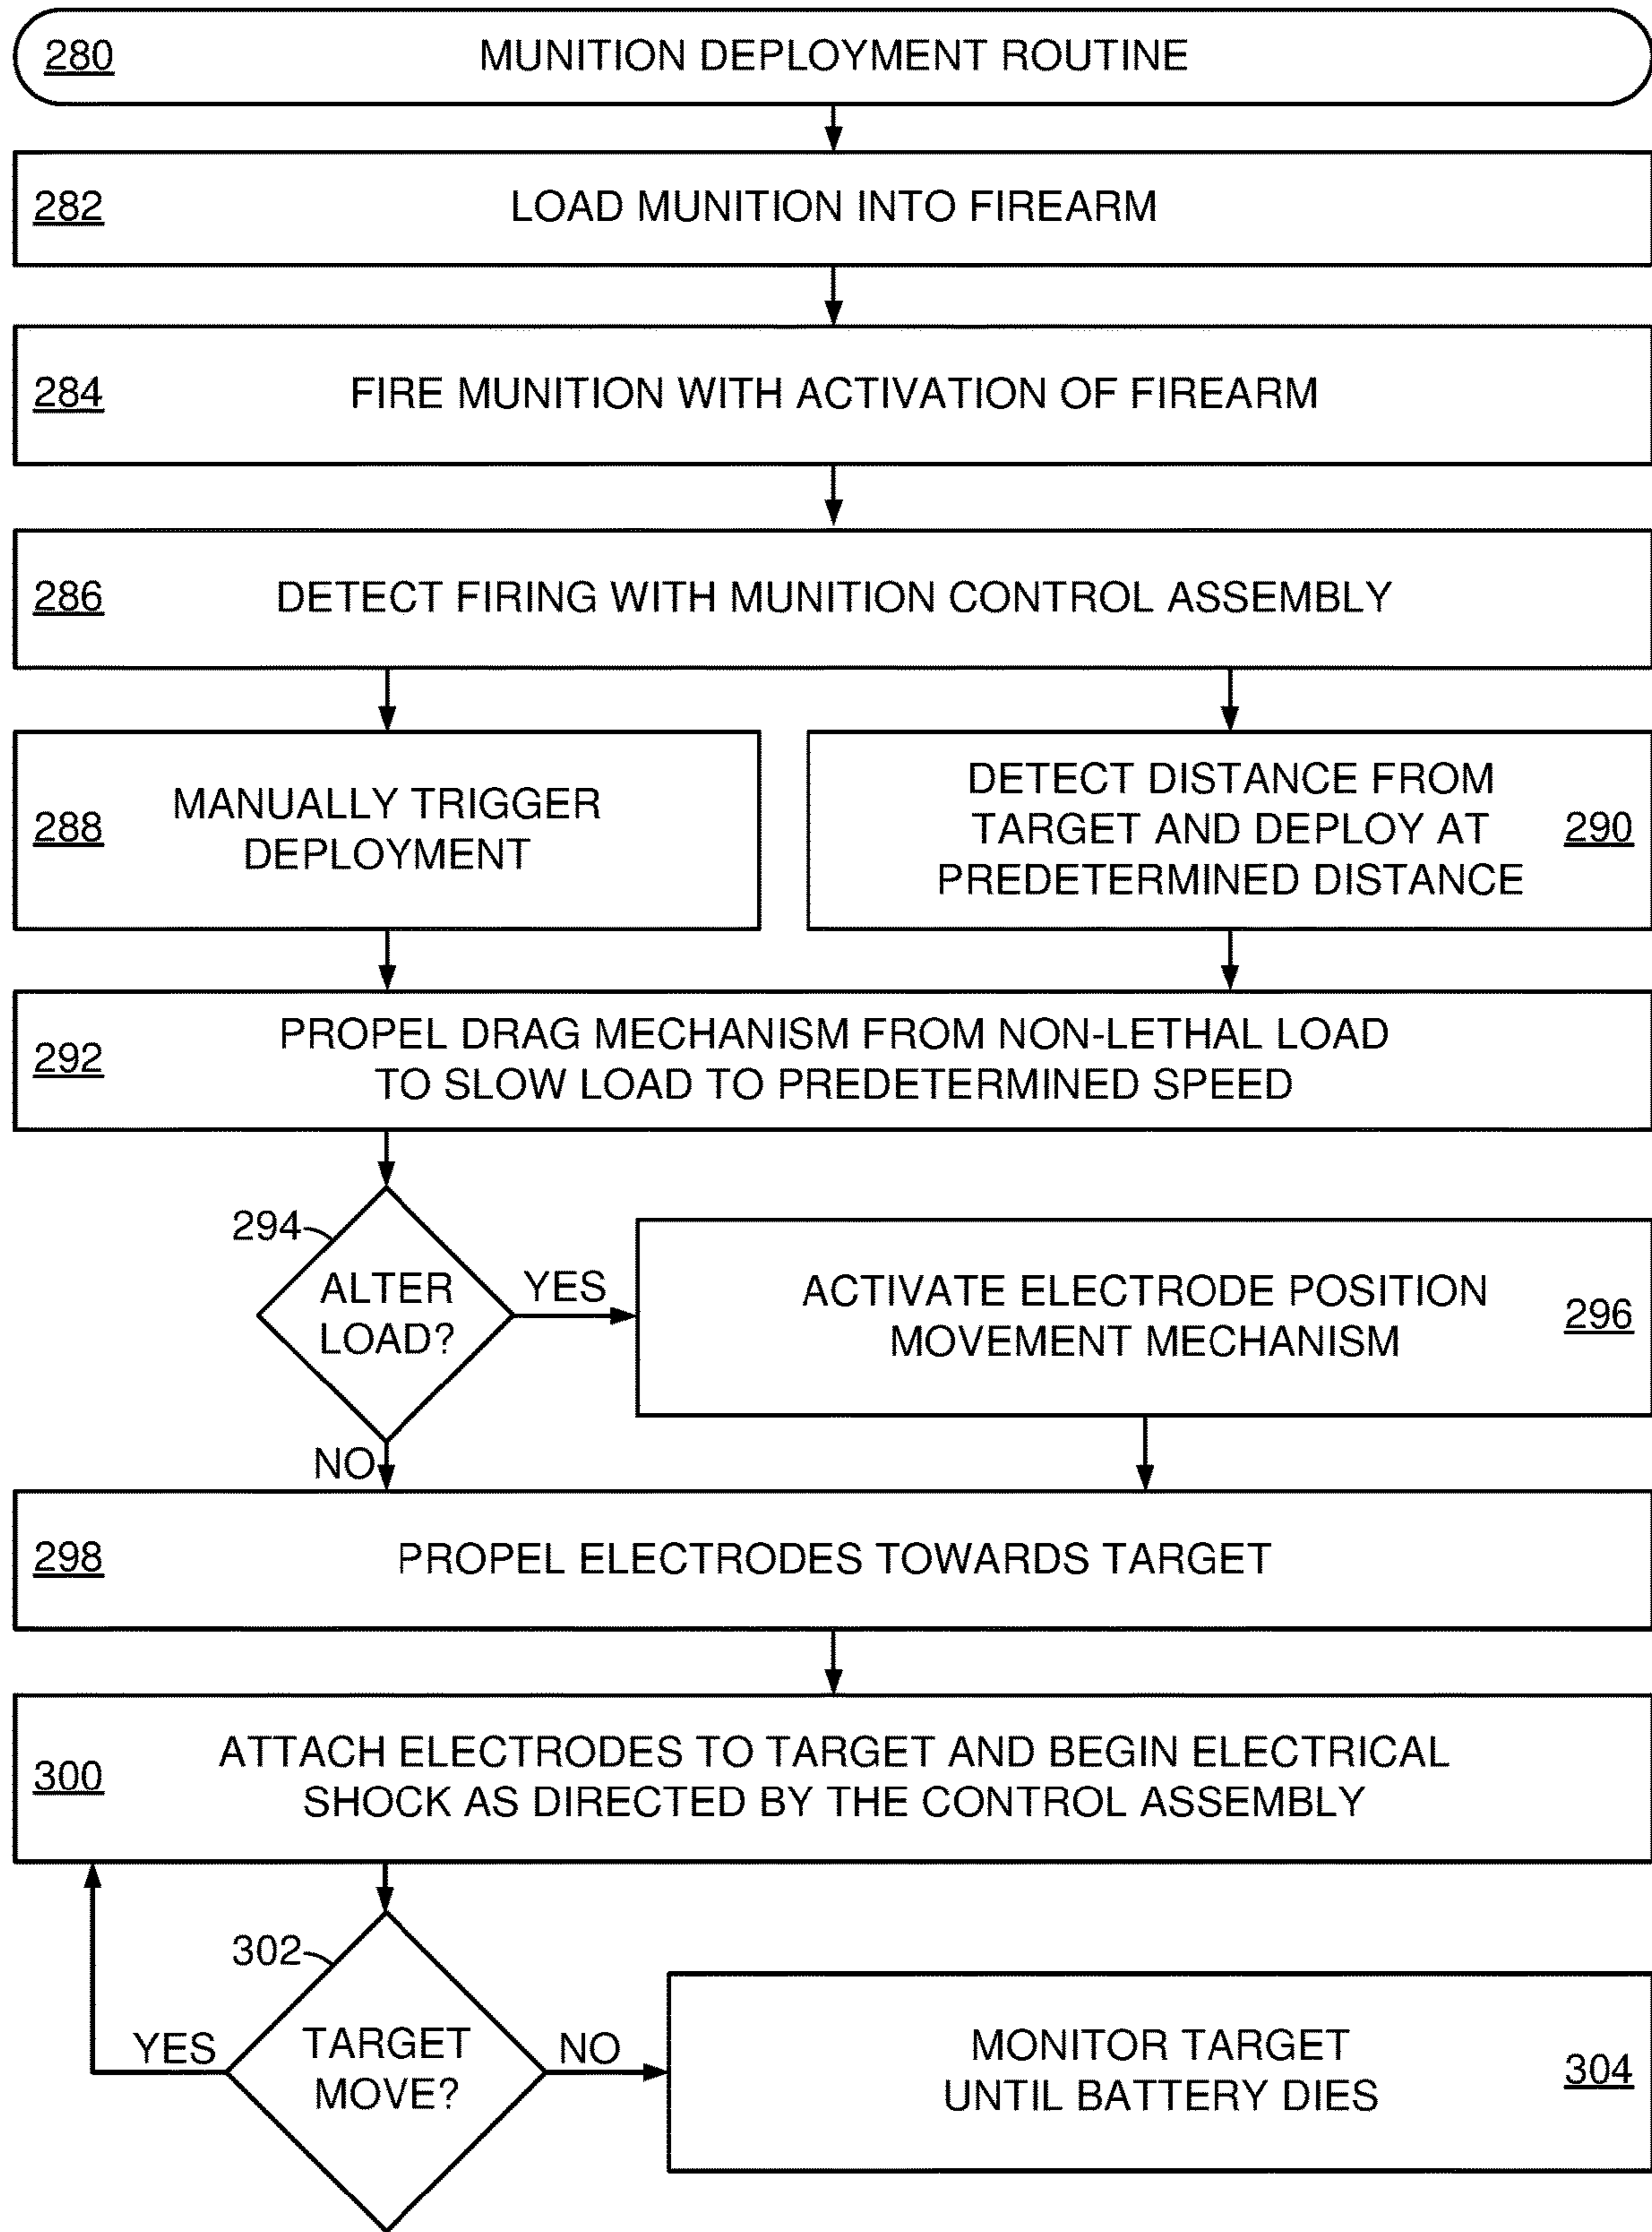 280 MUNITION DEPLOYMENT ROUTINE
282 LOAD MUNITION INTO FIREARM
284 FIRE MUNITION WITH ACTIVATION OF FIREARM
286 DETECT FIRING WITH MUNITION CONTROL ASSEMBLY
288
MANUALLY TRIGGER
DEPLOYMENT
DETECT DISTANCE FROM
TARGET AND DEPLOY AT
PREDETERMINED DISTANCE
290
292
PROPEL DRAG MECHANISM FROM NON-LETHAL LOAD
TO SLOW LOAD TO PREDETERMINED SPEED
294
ALTER
LOAD?
YES
NO
ACTIVATE ELECTRODE POSITION
MOVEMENT MECHANISM
296
298 PROPEL ELECTRODES TOWARDS TARGET
300
ATTACH ELECTRODES TO TARGET AND BEGIN ELECTRICAL
SHOCK AS DIRECTED BY THE CONTROL ASSEMBLY
302
YES
TARGET
MOVE?
NO
MONITOR TARGET
UNTIL BATTERY DIES
304